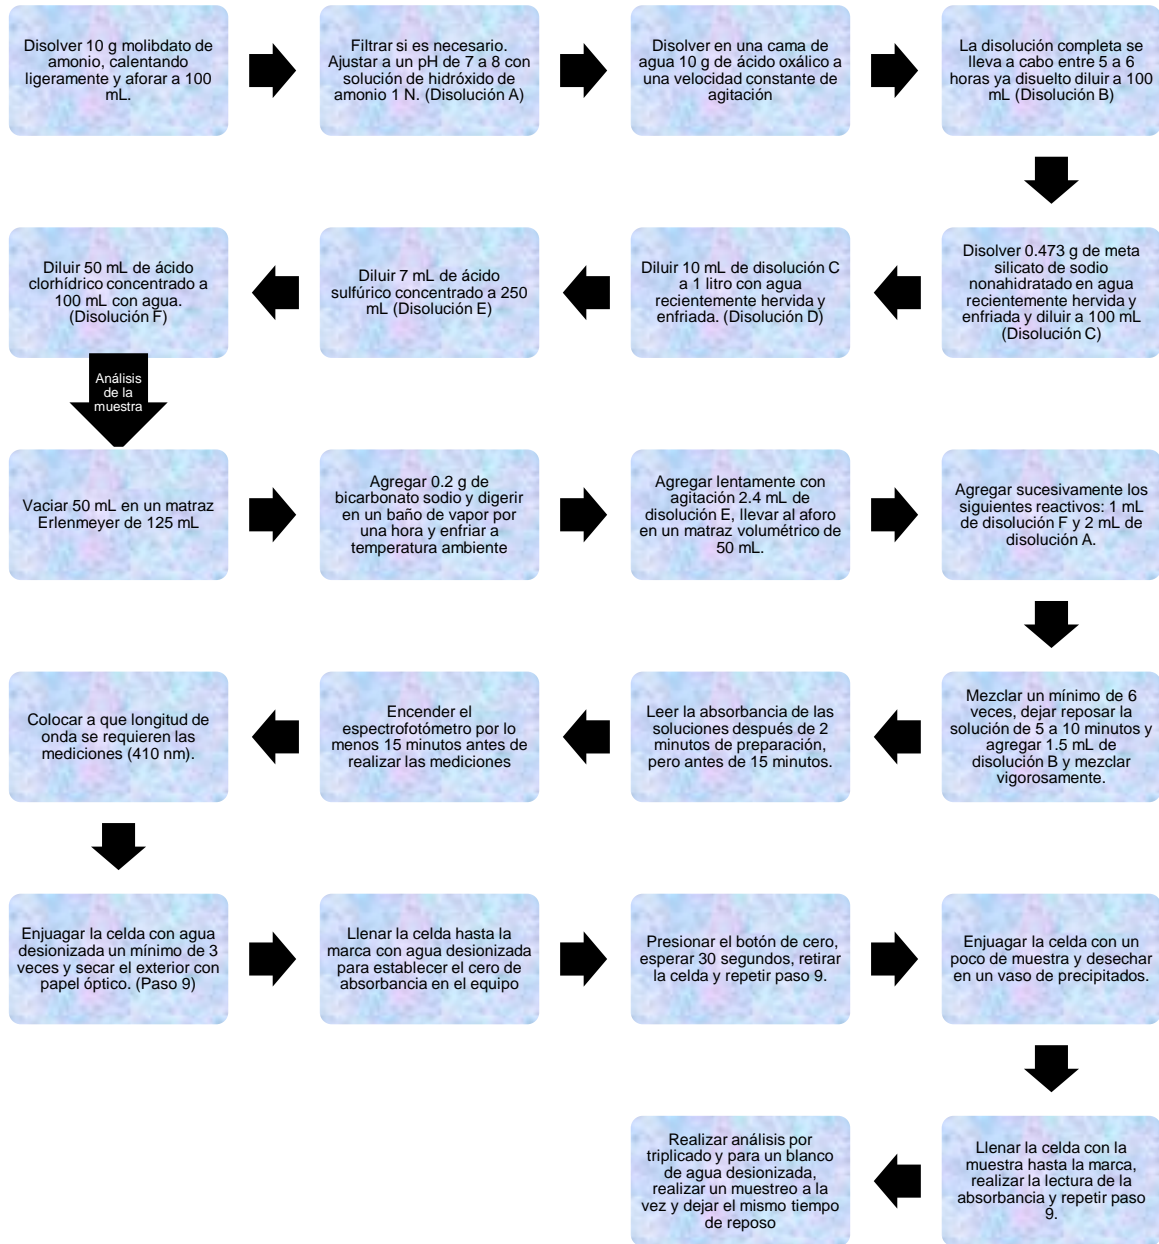 Disolver 10 g molibdato de
amonio, calentando
ligeramente y aforar a 100
mL.
Filtrar si es necesario.
Ajustar a un pH de 7 a 8 con
solución de hidróxido de
amonio 1 N. (Disolución A)
Disolver en una cama de
agua 10 g de ácido oxálico a
una velocidad constante de
agitación
La disolución completa se
lleva a cabo entre 5 a 6
horas ya disuelto diluir a 100
mL (Disolución B)
Disolver 0.473 g de meta
silicato de sodio
nonahidratado en agua
recientemente hervida y
enfriada y diluir a 100 mL
(Disolución C)
Diluir 10 mL de disolución C
a 1 litro con agua
recientemente hervida y
enfriada. (Disolución D)
Diluir 7 mL de ácido
sulfúrico concentrado a 250
mL (Disolución E)
Diluir 50 mL de ácido
clorhídrico concentrado a
100 mL con agua.
(Disolución F)
Análisis
de la
muestra
Vaciar 50 mL en un matraz
Erlenmeyer de 125 mL
Agregar 0.2 g de
bicarbonato sodio y digerir
en un baño de vapor por
una hora y enfriar a
temperatura ambiente
Agregar lentamente con
agitación 2.4 mL de
disolución E, llevar al aforo
en un matraz volumétrico de
50 mL.
Agregar sucesivamente los
siguientes reactivos: 1 mL
de disolución F y 2 mL de
disolución A.
Mezclar un mínimo de 6
veces, dejar reposar la
solución de 5 a 10 minutos y
agregar 1.5 mL de
disolución B y mezclar
vigorosamente.
Leer la absorbancia de las
soluciones después de 2
minutos de preparación,
pero antes de 15 minutos.
Encender el
espectrofotómetro por lo
menos 15 minutos antes de
realizar las mediciones
Colocar a que longitud de
onda se requieren las
mediciones (410 nm).
Enjuagar la celda con agua
desionizada un mínimo de 3
veces y secar el exterior con
papel óptico. (Paso 9)
Llenar la celda hasta la
marca con agua desionizada
para establecer el cero de
absorbancia en el equipo
Presionar el botón de cero,
esperar 30 segundos, retirar
la celda y repetir paso 9.
Enjuagar la celda con un
poco de muestra y desechar
en un vaso de precipitados.
Llenar la celda con la
muestra hasta la marca,
realizar la lectura de la
absorbancia y repetir paso
9.
Realizar análisis por
triplicado y para un blanco
de agua desionizada,
realizar un muestreo a la
vez y dejar el mismo tiempo
de reposo